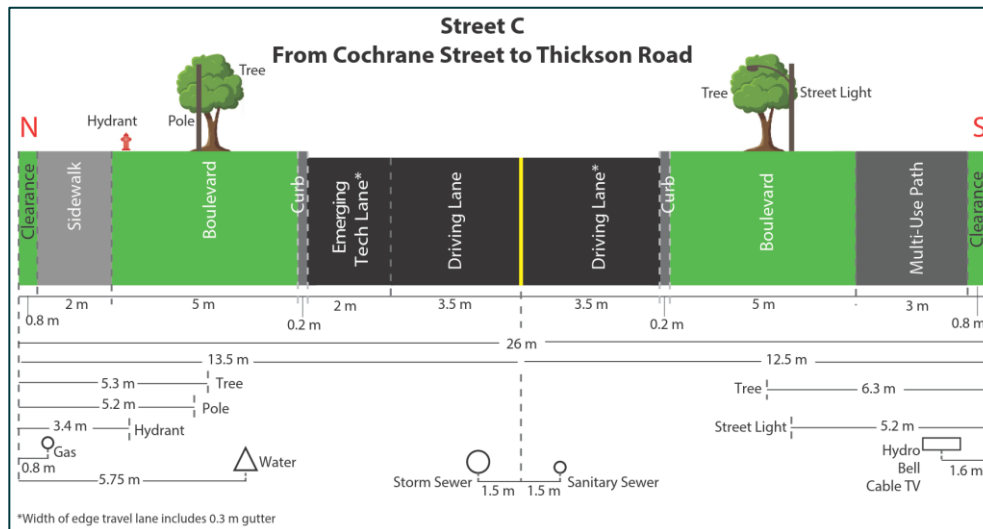 Street C
From Cochrane Street to Thickson Road
Tree
Pole
Hydrant
N
Tree
Street Light
S
Clearance
Sidewalk
Boulevard
Curb
Emerging
Tech Lane*
Driving Lane
Driving Lane*
Curb
Boulevard
Multi-Use Path
Clearance
2 m
5 m
2 m
3.5 m
3.5 m
5 m
3 m
0.8 m
0.2 m
0.2 m
0.8 m
26 m
13.5 m
12.5 m
5.3 m
Tree
Tree
6.3 m
5.2 m
Pole
3.4 m
Hydrant
Street Light
5.2 m
Gas
0.8 m
Water
5.75 m
Storm Sewer
1.5 m
1.5 m
Sanitary Sewer
Hydro
Bell
Cable TV
1.6 m
*Width of edge travel lane includes 0.3 m gutter